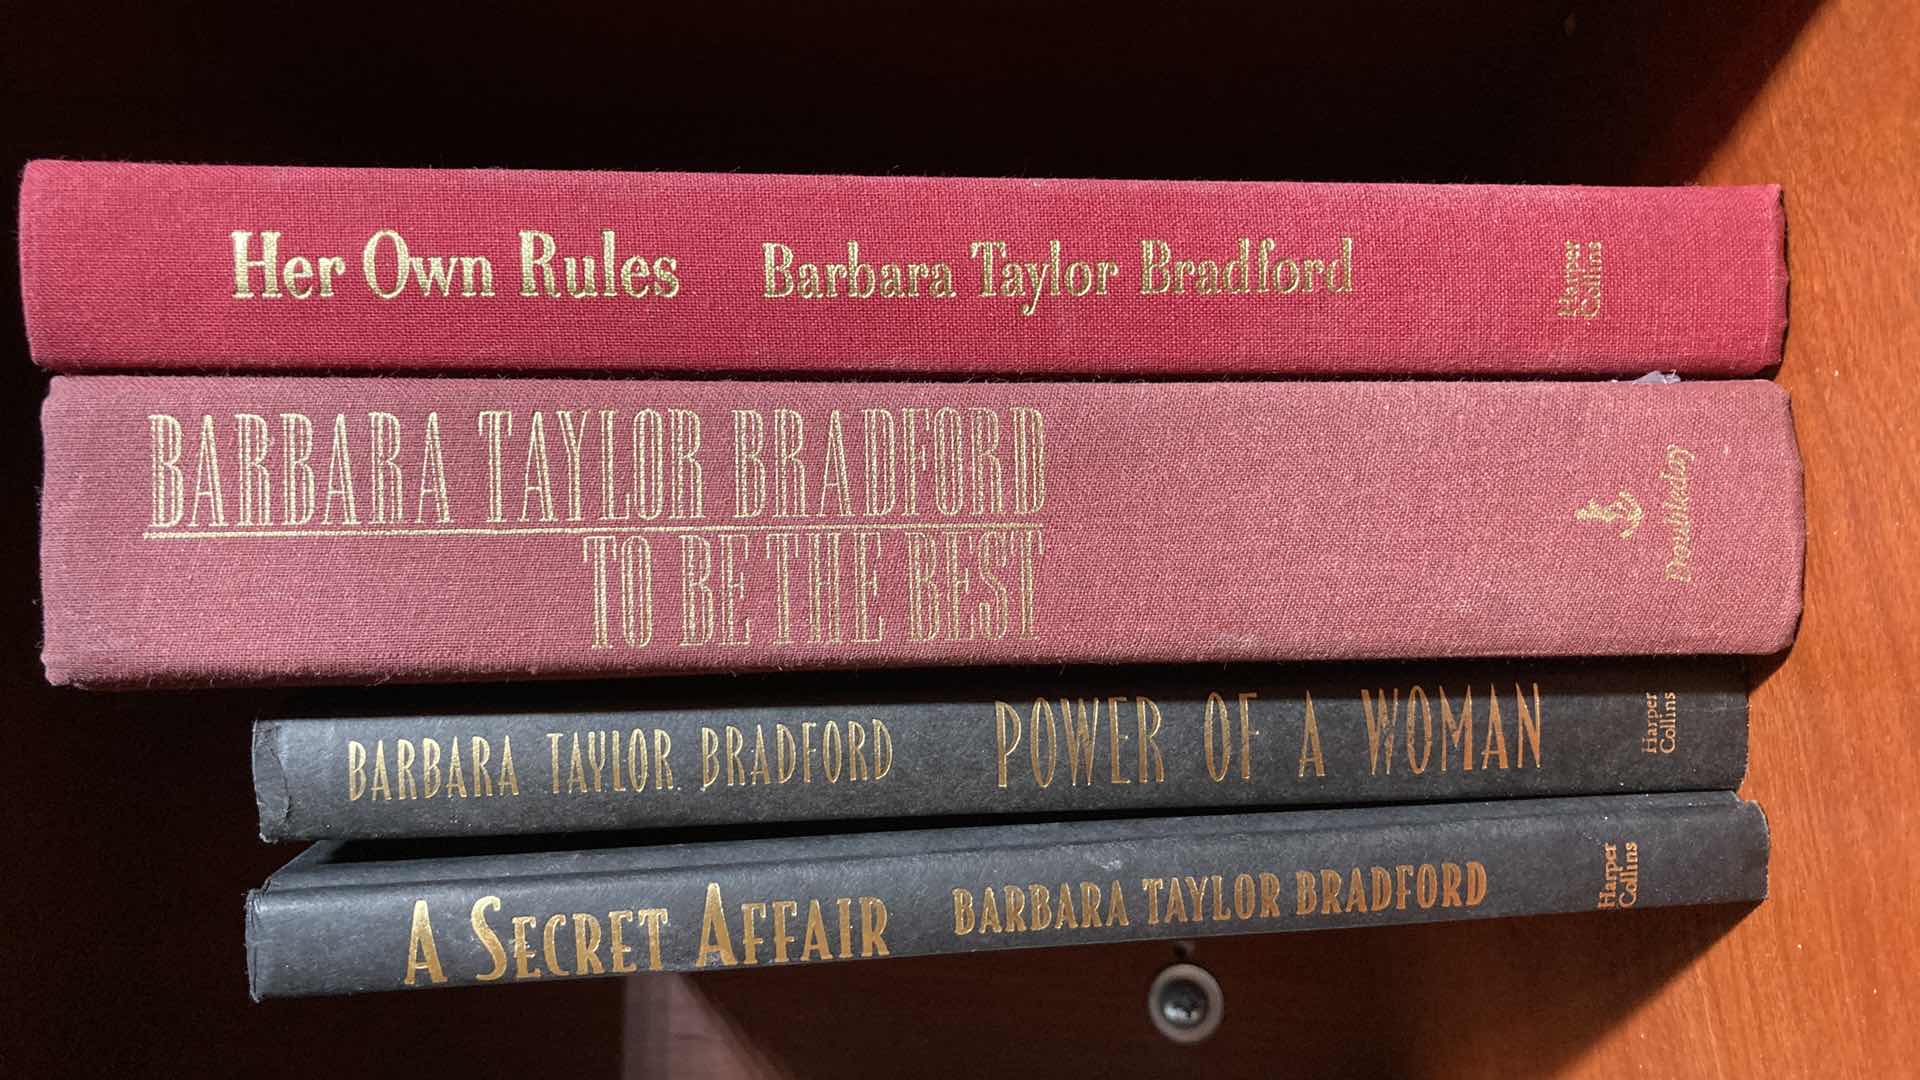 Her Own Rules Barbara Taylor Bradford
Harper
Collins
BARBARA TAYLOR BRADFORD
TO BE THE BEST
Doubleday
BARBARA TAYLOR BRADFORD POWER OF A WOMAN
Harper
Collins
A SECRET AFFAIR BARBARA TAYLOR BRADFORD
Harper
Collins